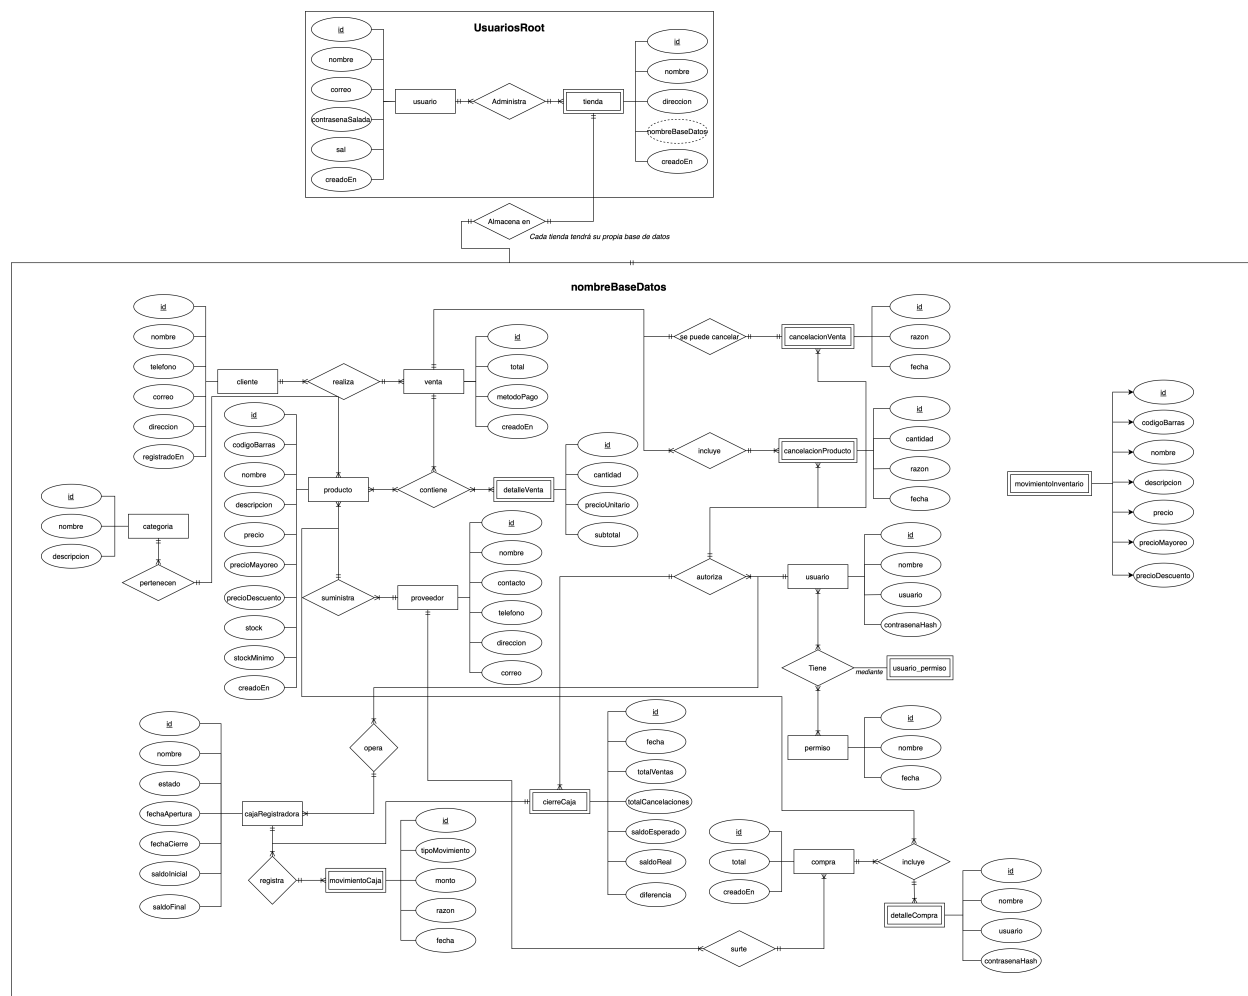 UsuariosRoot
id
nombre
correo
contrasenaSalada
sal
creadoEn
usuario
Administra
tienda
id
nombre
direccion
nombreBaseDatos
creadoEn
Almacena en
Cada tienda tendrá su propia base de datos
nombreBaseDatos
id
nombre
telefono
correo
direccion
registradoEn
cliente
realiza
venta
id
total
metodoPago
creadoEn
se puede cancelar
cancelacionVenta
id
razon
fecha
incluye
cancelacionProducto
id
cantidad
razon
fecha
movimientoInventario
id
codigoBarras
nombre
descripcion
precio
precioMayoreo
precioDescuento
id
codigoBarras
nombre
descripcion
precio
precioMayoreo
precioDescuento
stock
stockMinimo
creadoEn
producto
contiene
detalleVenta
id
cantidad
precioUnitario
subtotal
id
nombre
descripcion
categoria
pertenecen
suministra
proveedor
id
nombre
contacto
telefono
direccion
correo
autoriza
usuario
id
nombre
usuario
contrasenaHash
Tiene
mediante
usuario_permiso
permiso
id
nombre
fecha
opera
id
nombre
estado
fechaApertura
fechaCierre
saldoInicial
saldoFinal
cajaRegistradora
registra
movimientoCaja
id
tipoMovimiento
monto
razon
fecha
cierreCaja
id
fecha
totalVentas
totalCancelaciones
saldoEsperado
saldoReal
diferencia
id
total
creadoEn
compra
incluye
detalleCompra
id
nombre
usuario
contrasenaHash
surte